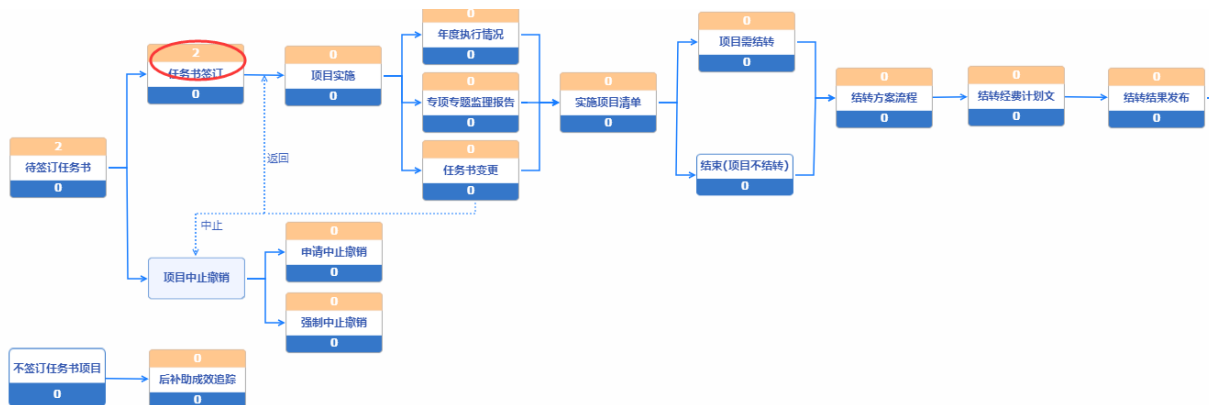 2
待签订任务书
0
2
任务书签订
0
0
项目实施
0
0
年度执行情况
0
0
专项专题监理报告
0
0
任务书变更
0
0
实施项目清单
0
0
项目需结转
0
结束(项目不结转)
0
0
结转方案流程
0
0
结转经费计划文
0
0
结转结果发布
0
返回
中止
项目中止撤销
0
申请中止撤销
0
0
强制中止撤销
0
不签订任务书项目
0
0
后补助成效追踪
0